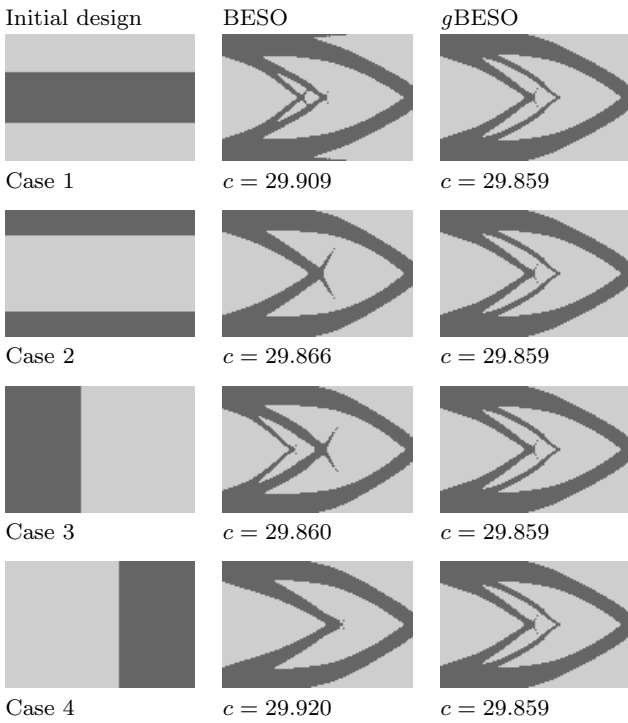 Initial design BESO gBESO
Case 1 c = 29.909 c = 29.859
Case 2 c = 29.866 c = 29.859
Case 3 c = 29.860 c = 29.859
Case 4 c = 29.920 c = 29.859